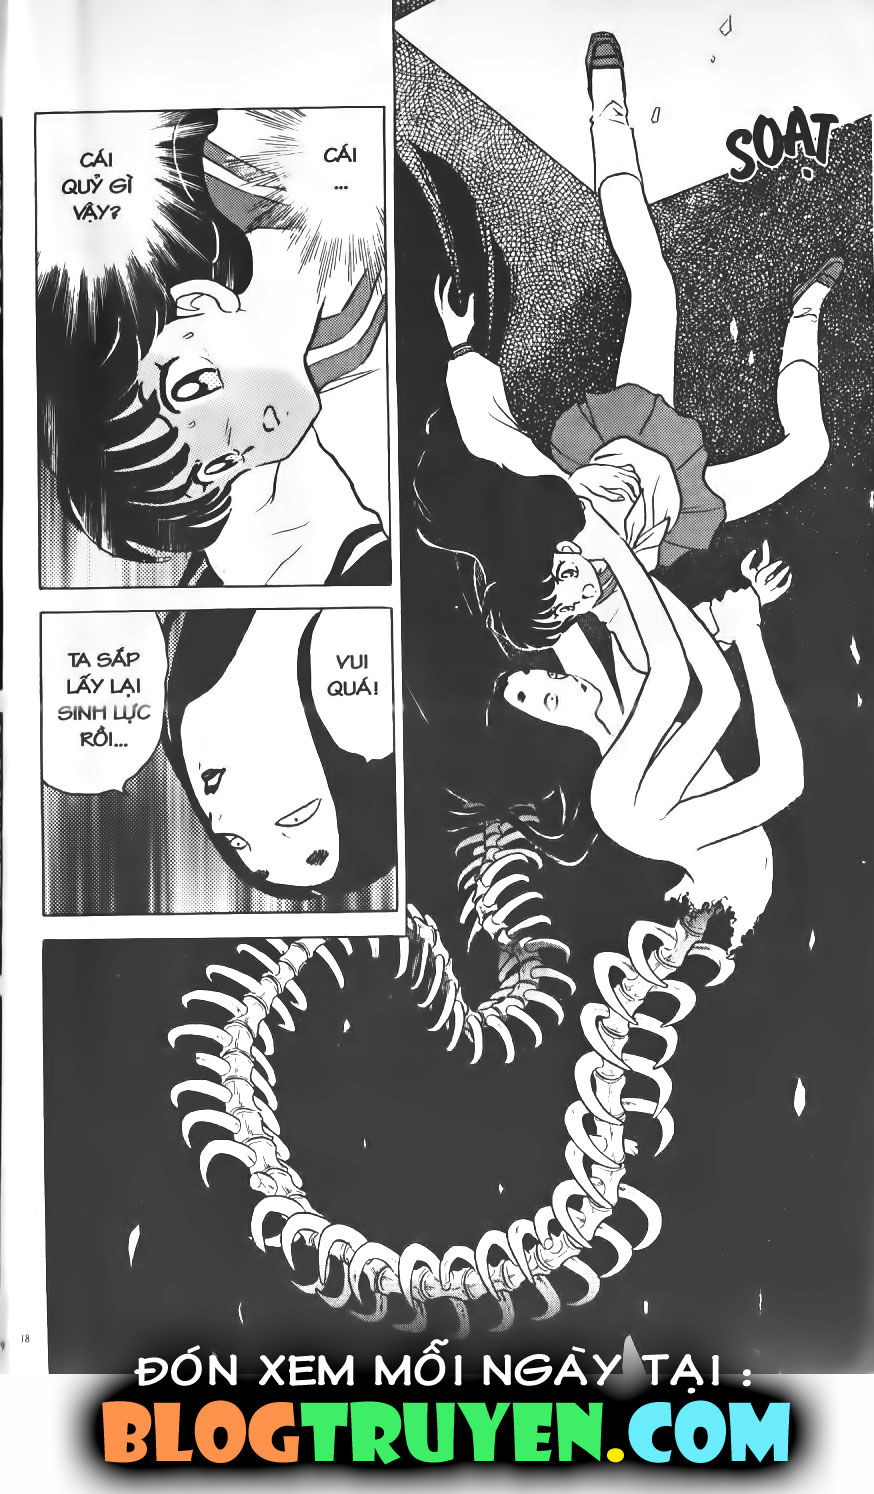 SOẠT
CÁI
...
CÁI
QUỶ GÌ
VẬY?
VUI
QUÁ!
TA SẮP
LẤY LẠI
SINH LỰC
RỒI...
18
ĐÓN XEM MỖI NGÀY TẠI :
BLOGTRUYEN.COM